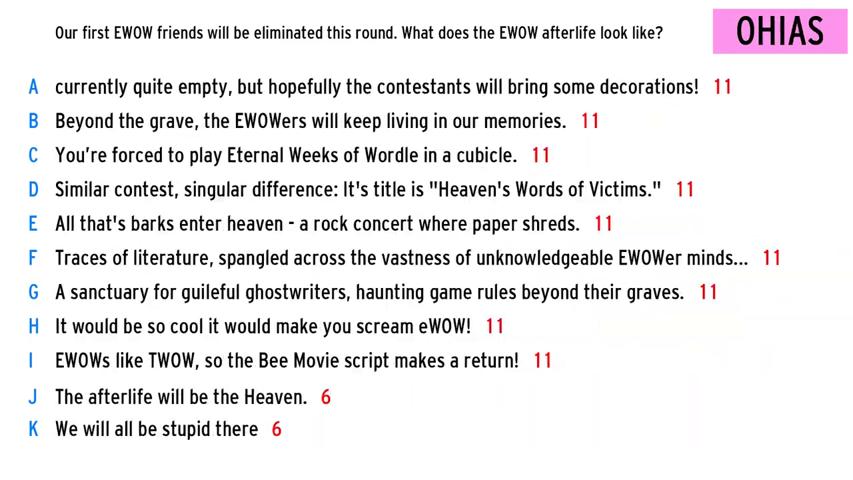 Our first EWOW friends will be eliminated this round. What does the EWOW afterlife look like?
OHIAS
A currently quite empty, but hopefully the contestants will bring some decorations! 11
B Beyond the grave, the EWOWers will keep living in our memories. 11
C You're forced to play Eternal Weeks of Wordle in a cubicle. 11
D Similar contest, singular difference: It's title is "Heaven's Words of Victims." 11
E All that's barks enter heaven - a rock concert where paper shreds. 11
F Traces of literature, spangled across the vastness of unknowledgeable EWOWer minds... 11
G A sanctuary for guileful ghostwriters, haunting game rules beyond their graves. 11
H It would be so cool it would make you scream eWOW! 11
I EWOWs like TWOW, so the Bee Movie script makes a return! 11
J The afterlife will be the Heaven. 6
K We will all be stupid there 6